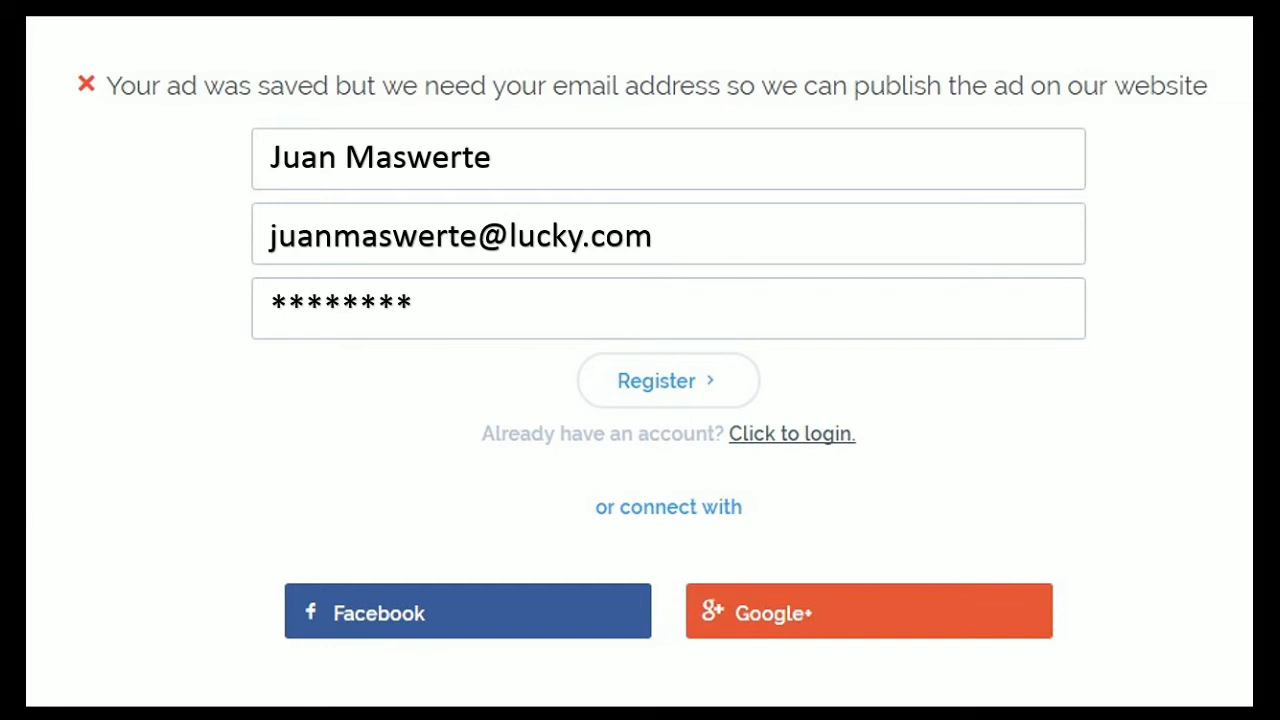 ✕ Your ad was saved but we need your email address so we can publish the ad on our website
Juan Maswerte
juanmaswerte@lucky.com
********
Register >
Already have an account? Click to login.
or connect with
f Facebook
g+ Google+